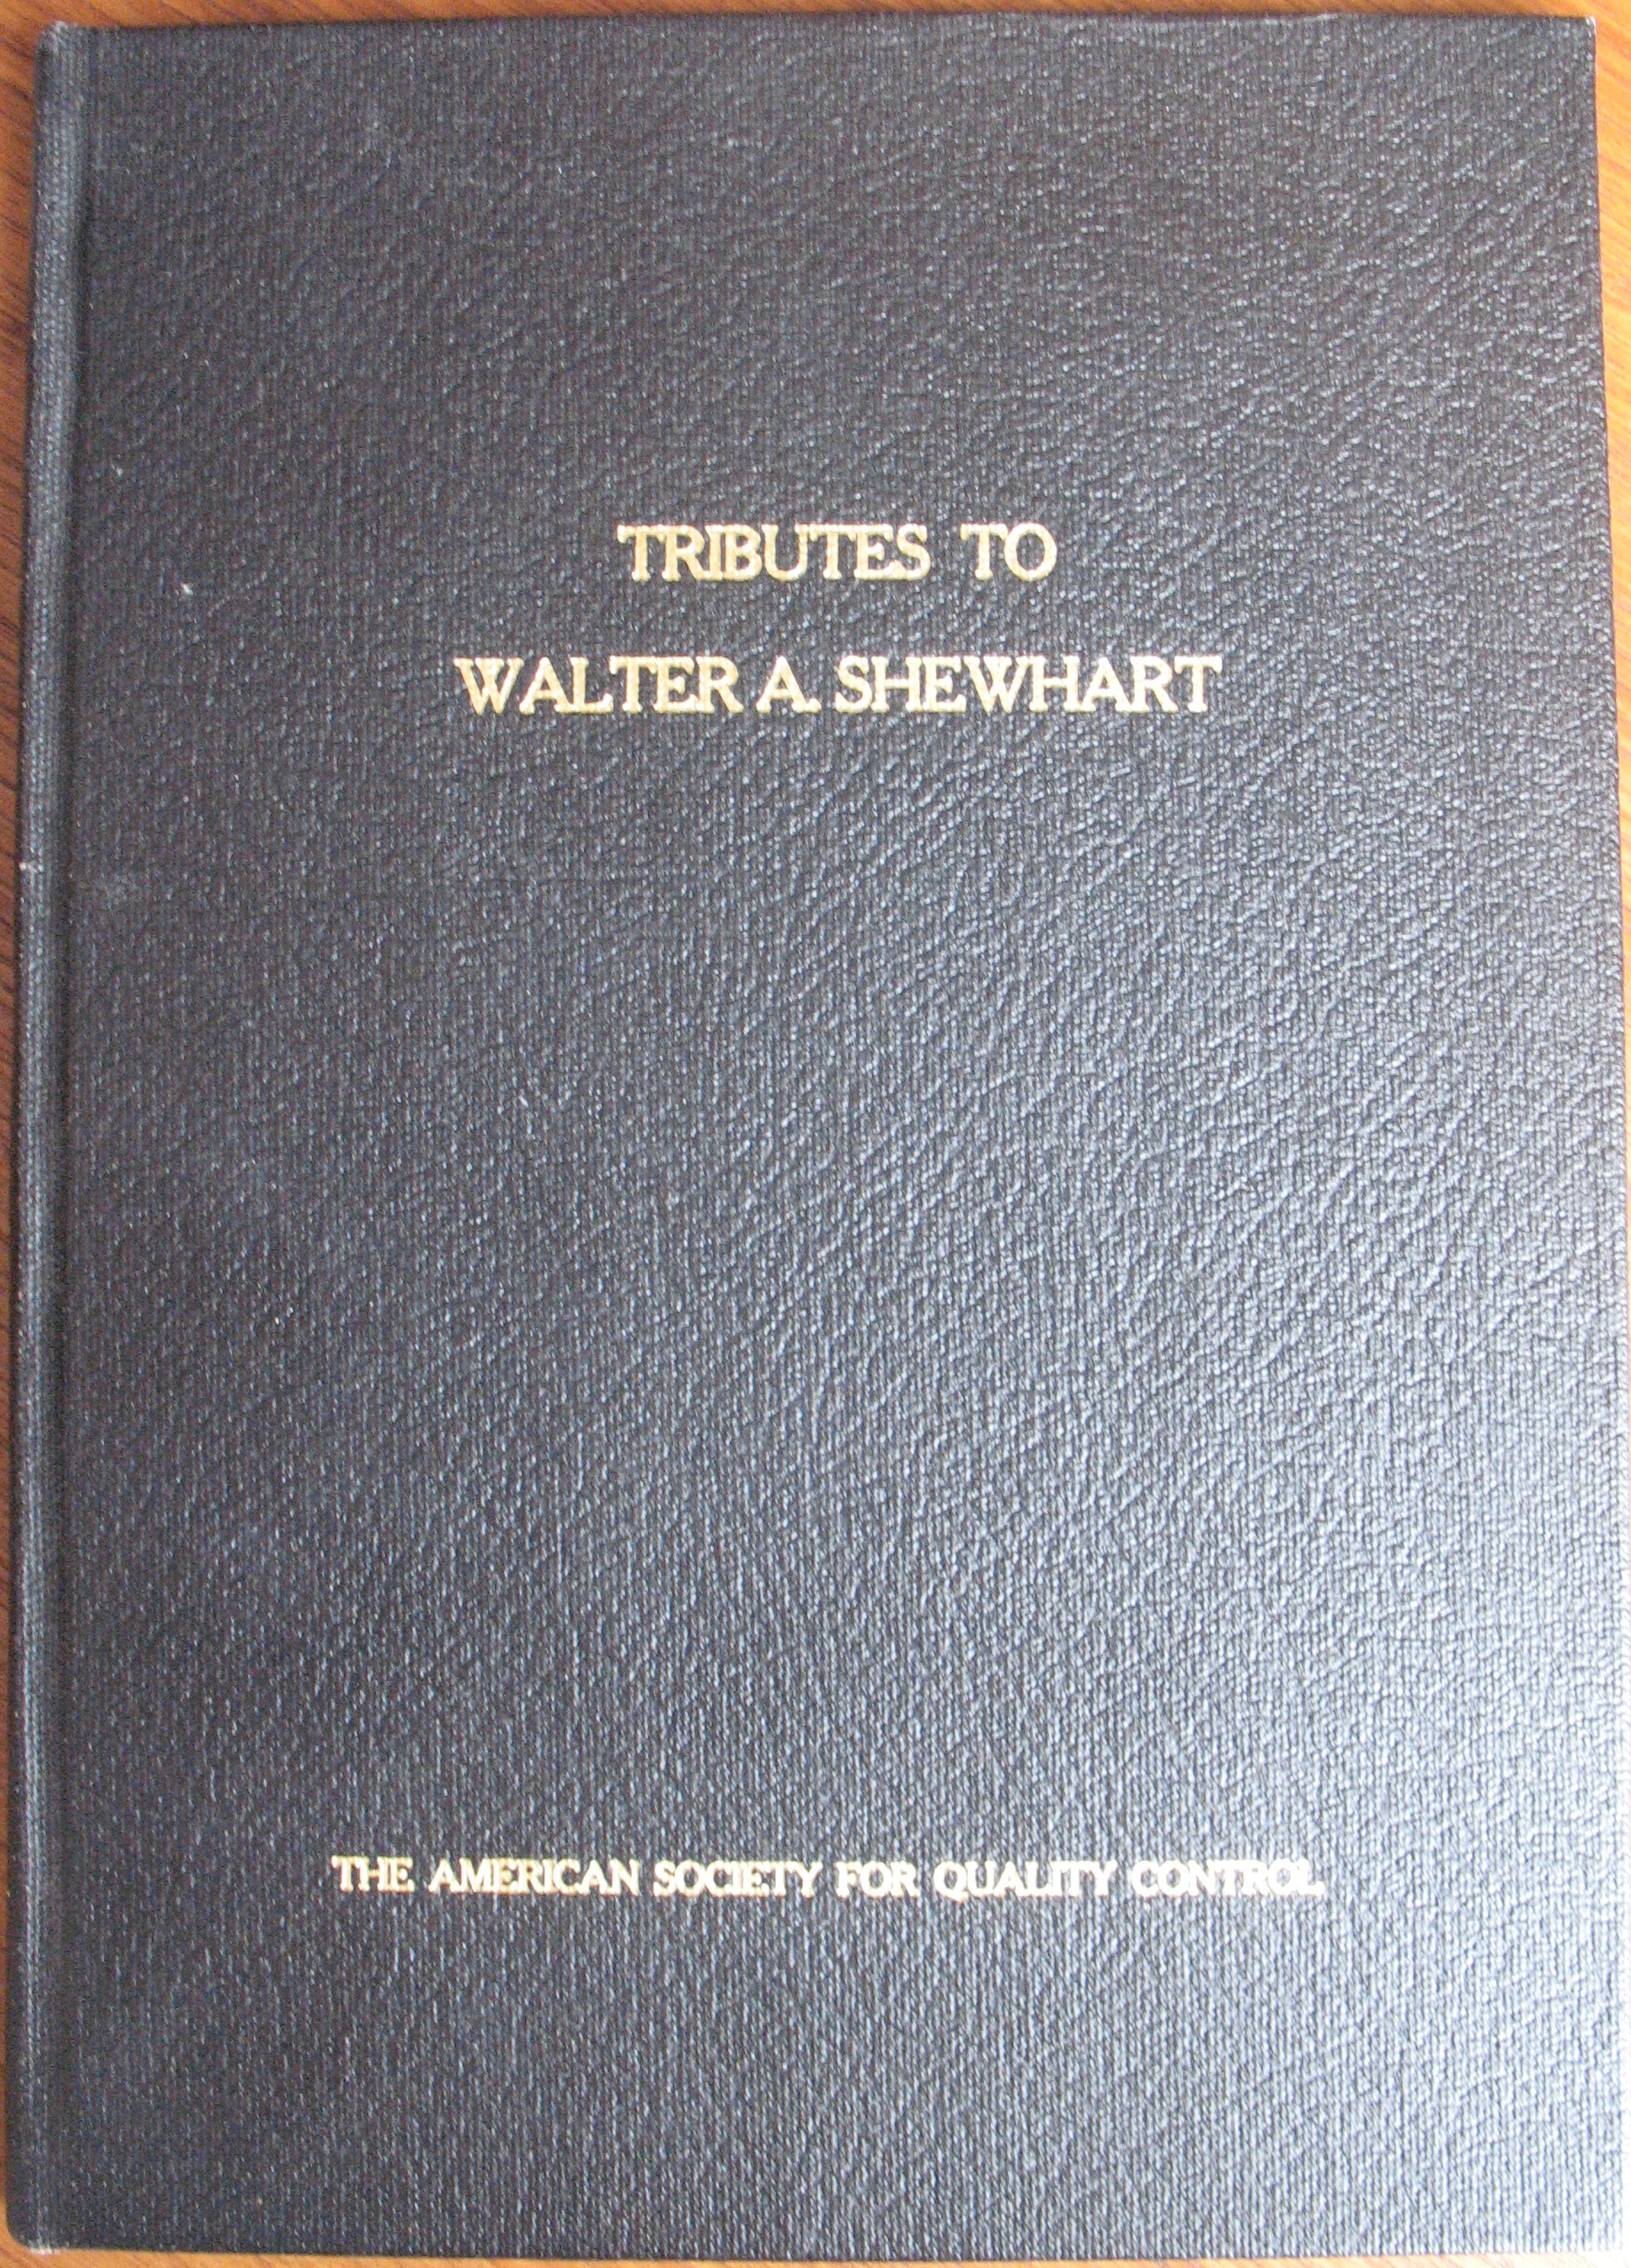 TRIBUTES TO
WALTER A. SHEWHART
THE AMERICAN SOCIETY FOR QUALITY CONTROL